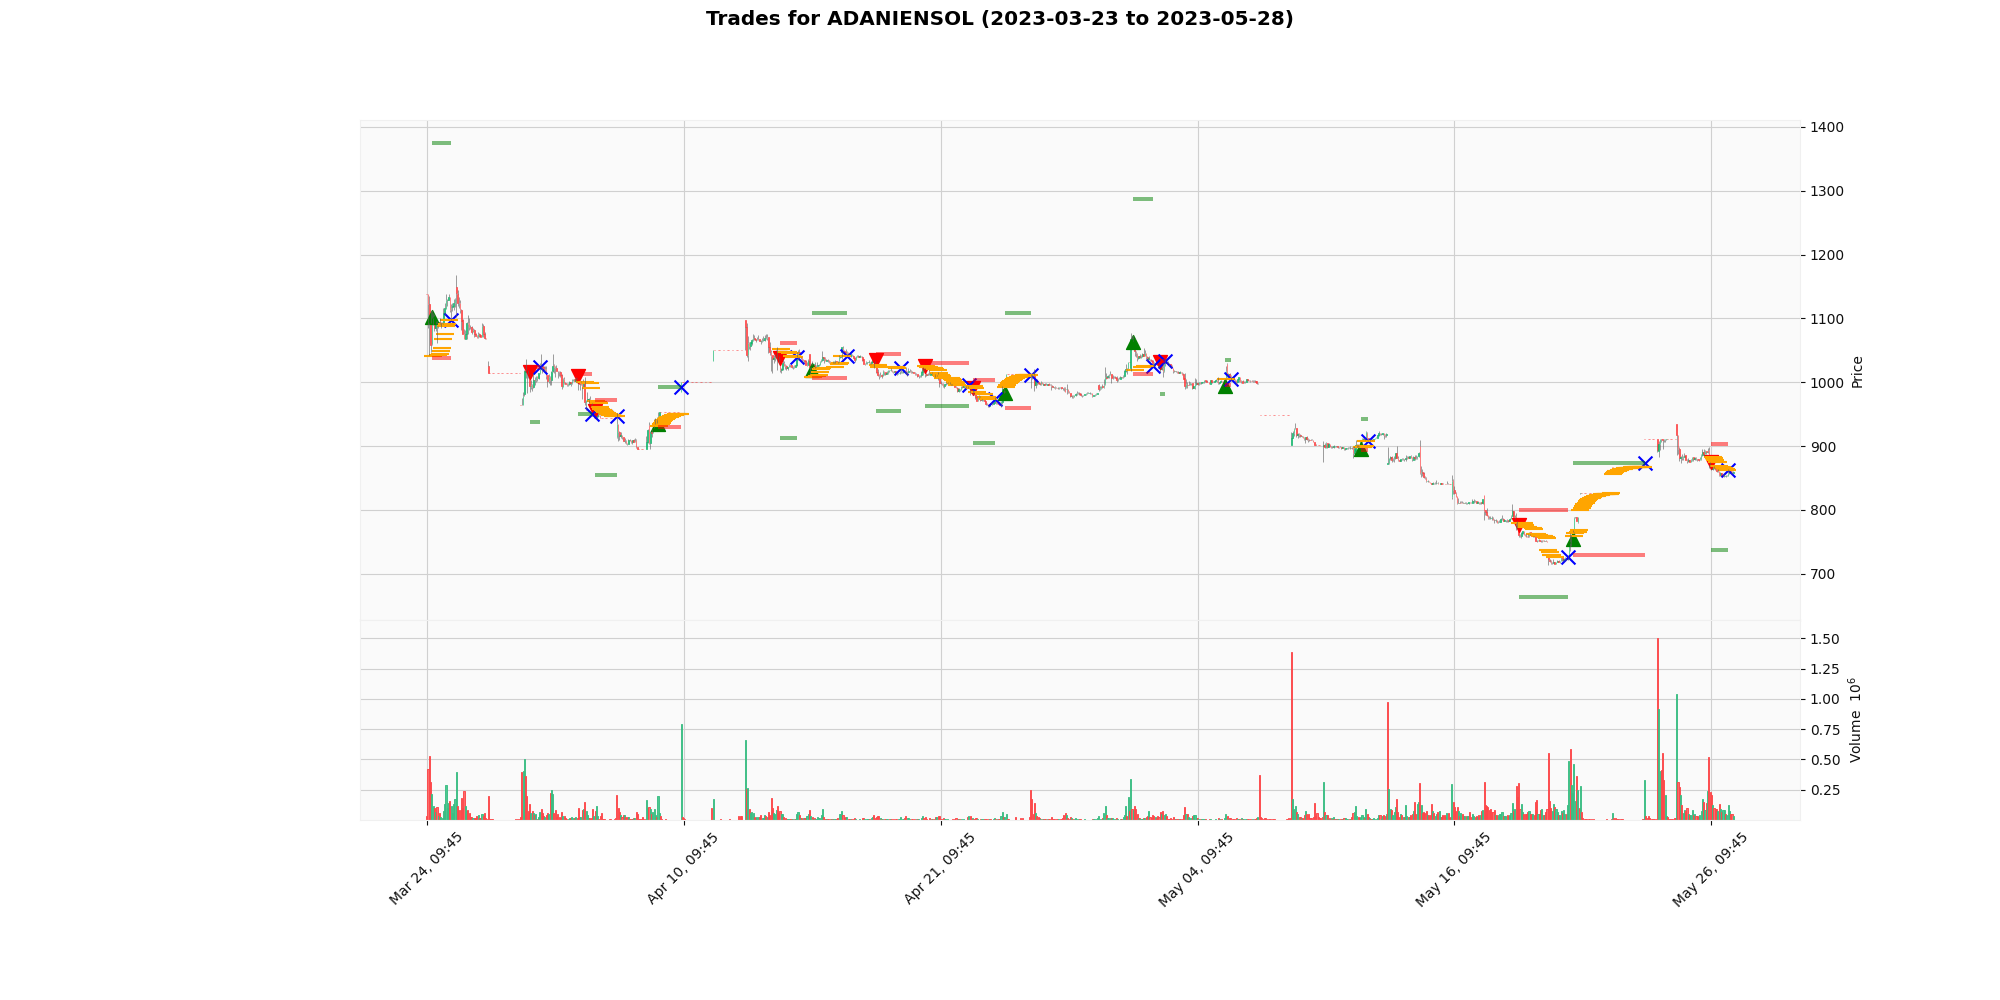 Trades for ADANIENSOL (2023-03-23 to 2023-05-28)
1400
1300
1200
1100
1000
900
800
700
Price
1.50
1.25
1.00
0.75
0.50
0.25
Volume 10^6
Mar 24, 09:45
Apr 10, 09:45
Apr 21, 09:45
May 04, 09:45
May 16, 09:45
May 26, 09:45